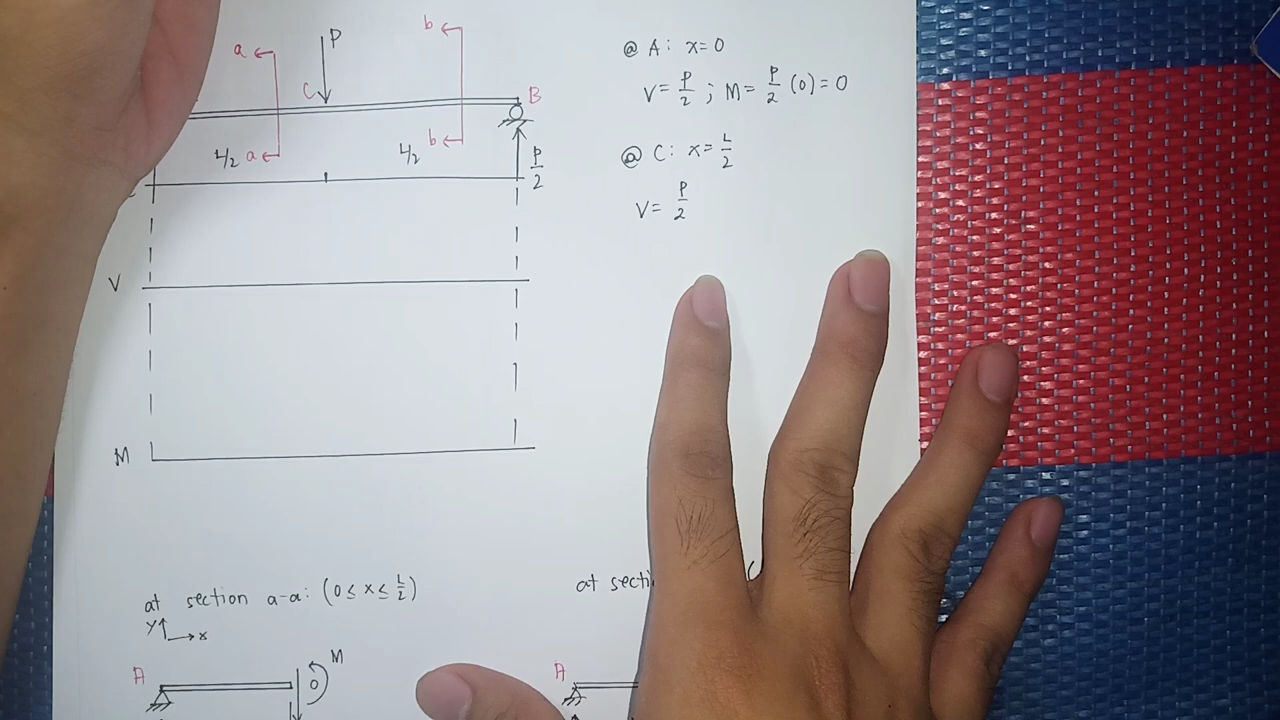 a
P
b
C
B
L/2
a
L/2
b
P/2
V
M
@ A: x=0
V= P/2 ; M= P/2 (0) = 0
@ C: x= L/2
V= P/2
at section a-a: (0 ≤ x ≤ L/2)
Y
x
A
O
M
at secti
(
A